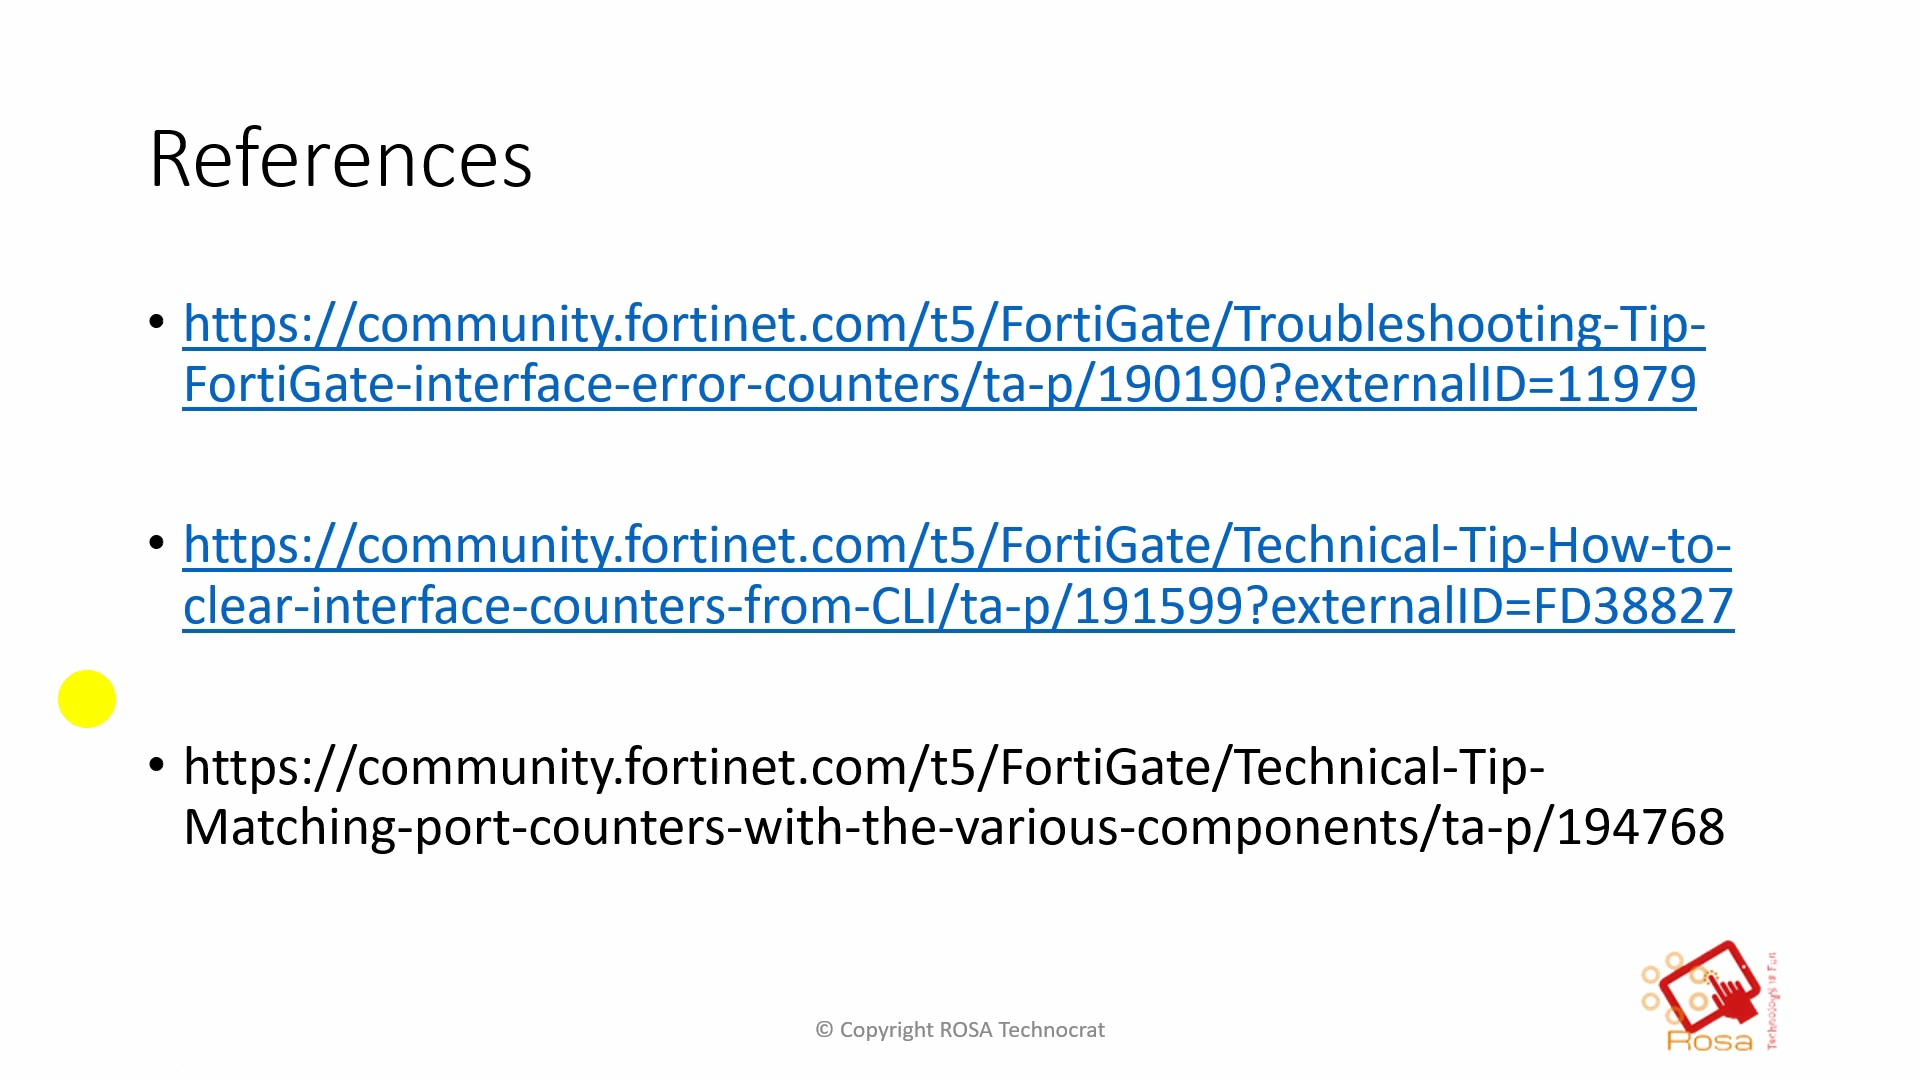 References
• https://community.fortinet.com/t5/FortiGate/Troubleshooting-Tip-
FortiGate-interface-error-counters/ta-p/190190?externalID=11979
• https://community.fortinet.com/t5/FortiGate/Technical-Tip-How-to-
clear-interface-counters-from-CLI/ta-p/191599?externalID=FD38827
• https://community.fortinet.com/t5/FortiGate/Technical-Tip-
Matching-port-counters-with-the-various-components/ta-p/194768
© Copyright ROSA Technocrat
Rosa
Technology is Fun